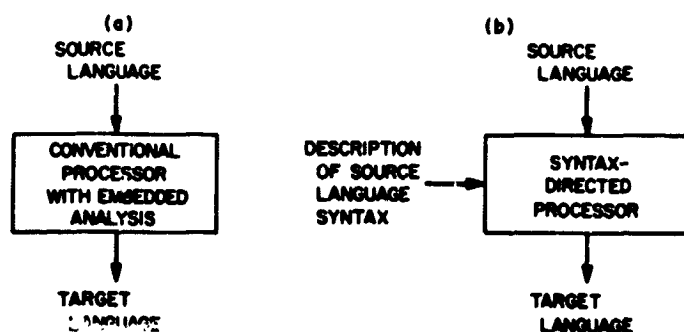 (a)
SOURCE
LANGUAGE
CONVENTIONAL
PROCESSOR
WITH EMBEDDED
ANALYSIS
TARGET
LANGUAGE
(b)
SOURCE
LANGUAGE
DESCRIPTION
OF SOURCE
LANGUAGE
SYNTAX
SYNTAX-
DIRECTED
PROCESSOR
TARGET
LANGUAGE